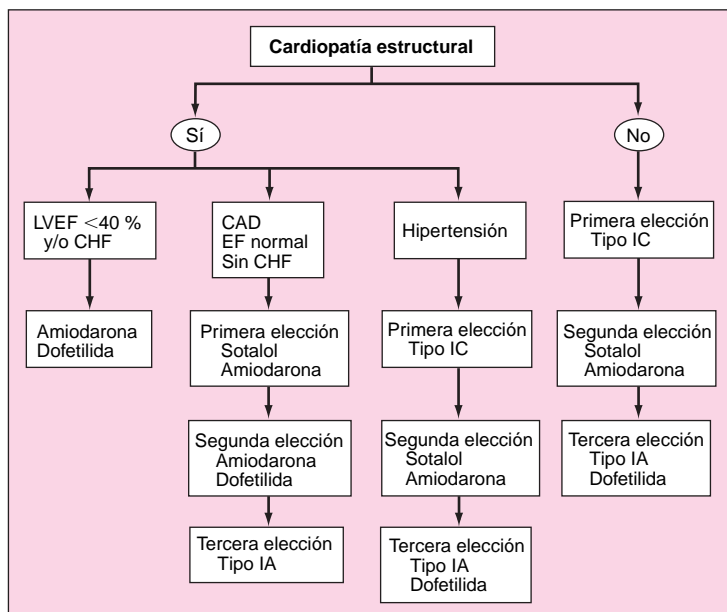 Cardiopatía estructural
Sí
No
LVEF <40 %
y/o CHF
Amiodarona
Dofetilida
CAD
EF normal
Sin CHF
Primera elección
Sotalol
Amiodarona
Segunda elección
Amiodarona
Dofetilida
Tercera elección
Tipo IA
Hipertensión
Primera elección
Tipo IC
Segunda elección
Sotalol
Amiodarona
Tercera elección
Tipo IA
Dofetilida
Primera elección
Tipo IC
Segunda elección
Sotalol
Amiodarona
Tercera elección
Tipo IA
Dofetilida